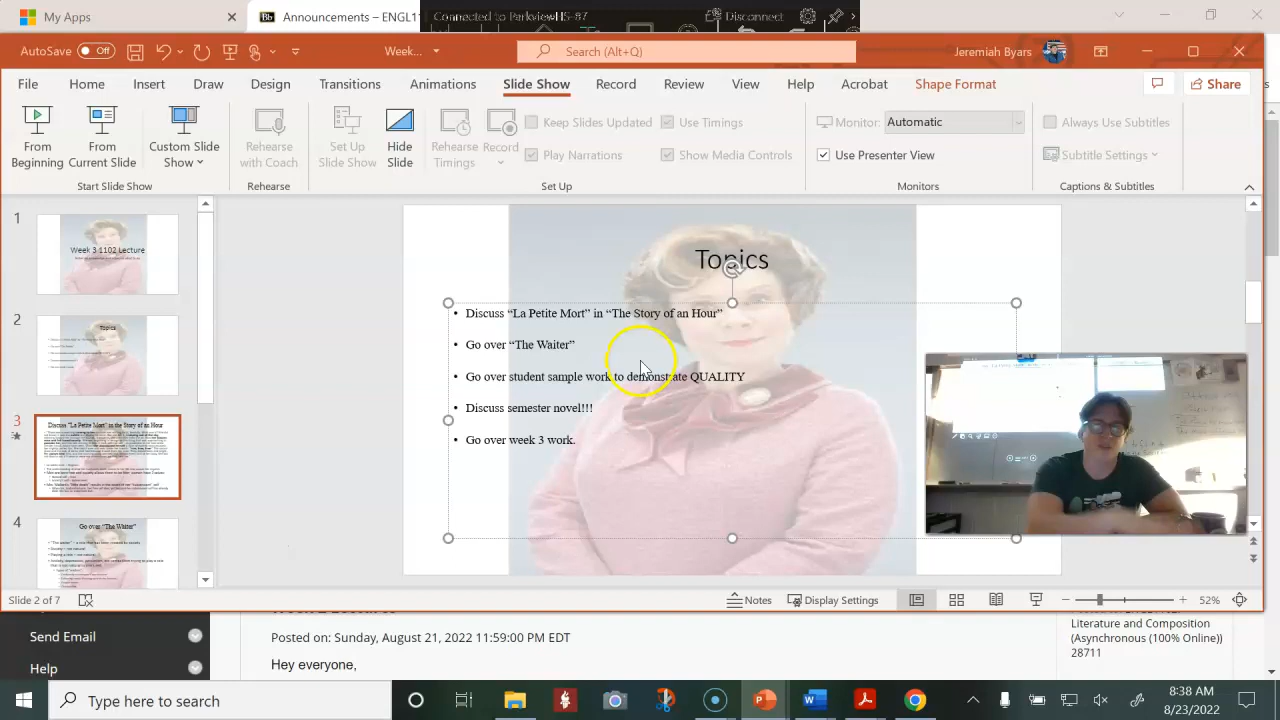 My Apps
Announcements – ENGL1
Connected to ParkviewHS-87
Disconnect
AutoSave Off
Week...
Search (Alt+Q)
Jeremiah Byars
File Home Insert Draw Design Transitions Animations Slide Show Record Review View Help Acrobat Shape Format
Share
From Beginning
From Current Slide
Custom Slide Show
Rehearse with Coach
Set Up Slide Show
Hide Slide
Rehearse Timings
Record
Keep Slides Updated
Play Narrations
Use Timings
Show Media Controls
Monitor: Automatic
Use Presenter View
Always Use Subtitles
Subtitle Settings
Start Slide Show
Rehearse
Set Up
Monitors
Captions & Subtitles
1
Week 3 1102 Lecture
2
Topics
3
Discuss "La Petite Mort" in the Story of an Hour"
4
Go over "The Waiter"
Topics
• Discuss “La Petite Mort” in “The Story of an Hour”
• Go over “The Waiter”
• Go over student sample work to demonstrate QUALITY
• Discuss semester novel!!!
• Go over week 3 work
Slide 2 of 7
Notes
Display Settings
52%
Send Email
Help
Posted on: Sunday, August 21, 2022 11:59:00 PM EDT
Hey everyone,
Literature and Composition
(Asynchronous (100% Online))
28711
Type here to search
8:38 AM
8/23/2022